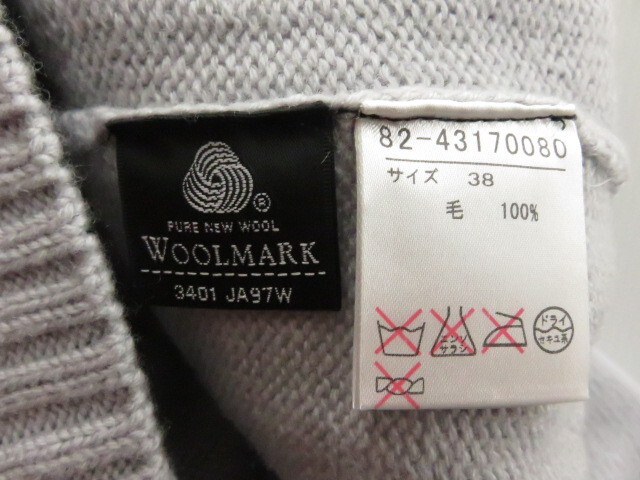 ®
PURE NEW WOOL
WOOLMARK
3401 JA97W
82-43170080
サイズ 38
毛 100%
エンソ
サラシ
ドライ
セキユ系